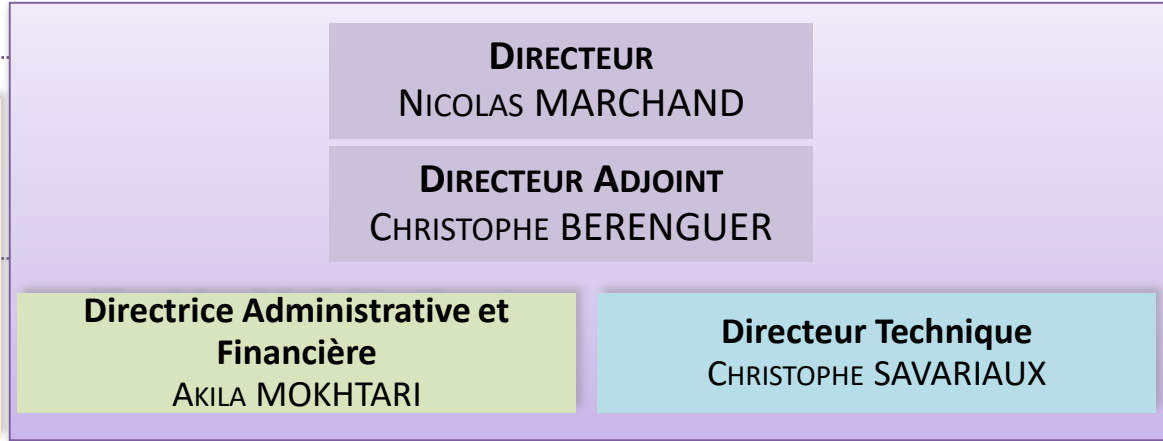 DIRECTEUR
NICOLAS MARCHAND
DIRECTEUR ADJOINT
CHRISTOPHE BERENGUER
Directrice Administrative et
Financière
AKILA MOKHTARI
Directeur Technique
CHRISTOPHE SAVARIAUX